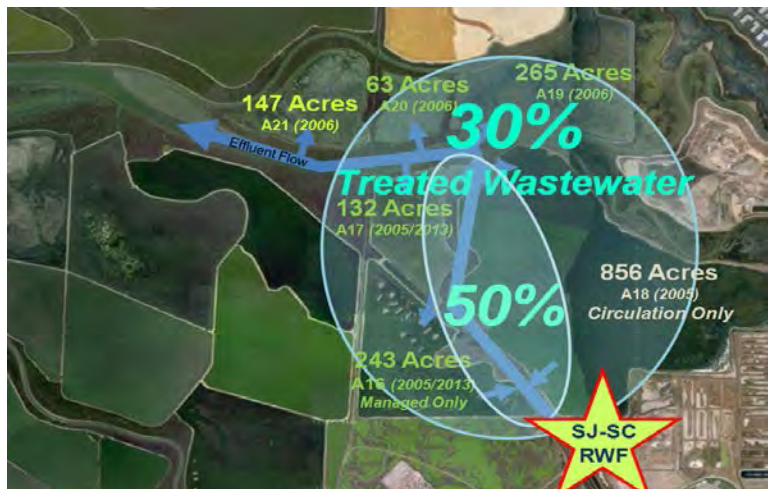 147 Acres
A21 (2006)
63 Acres
A20 (2006)
265 Acres
A19 (2006)
30%
Treated Wastewater
Effluent Flow
132 Acres
A17 (2005/2013)
856 Acres
A18 (2005)
Circulation Only
50%
243 Acres
A16 (2005/2013)
Managed Only
SJ-SC
RWF